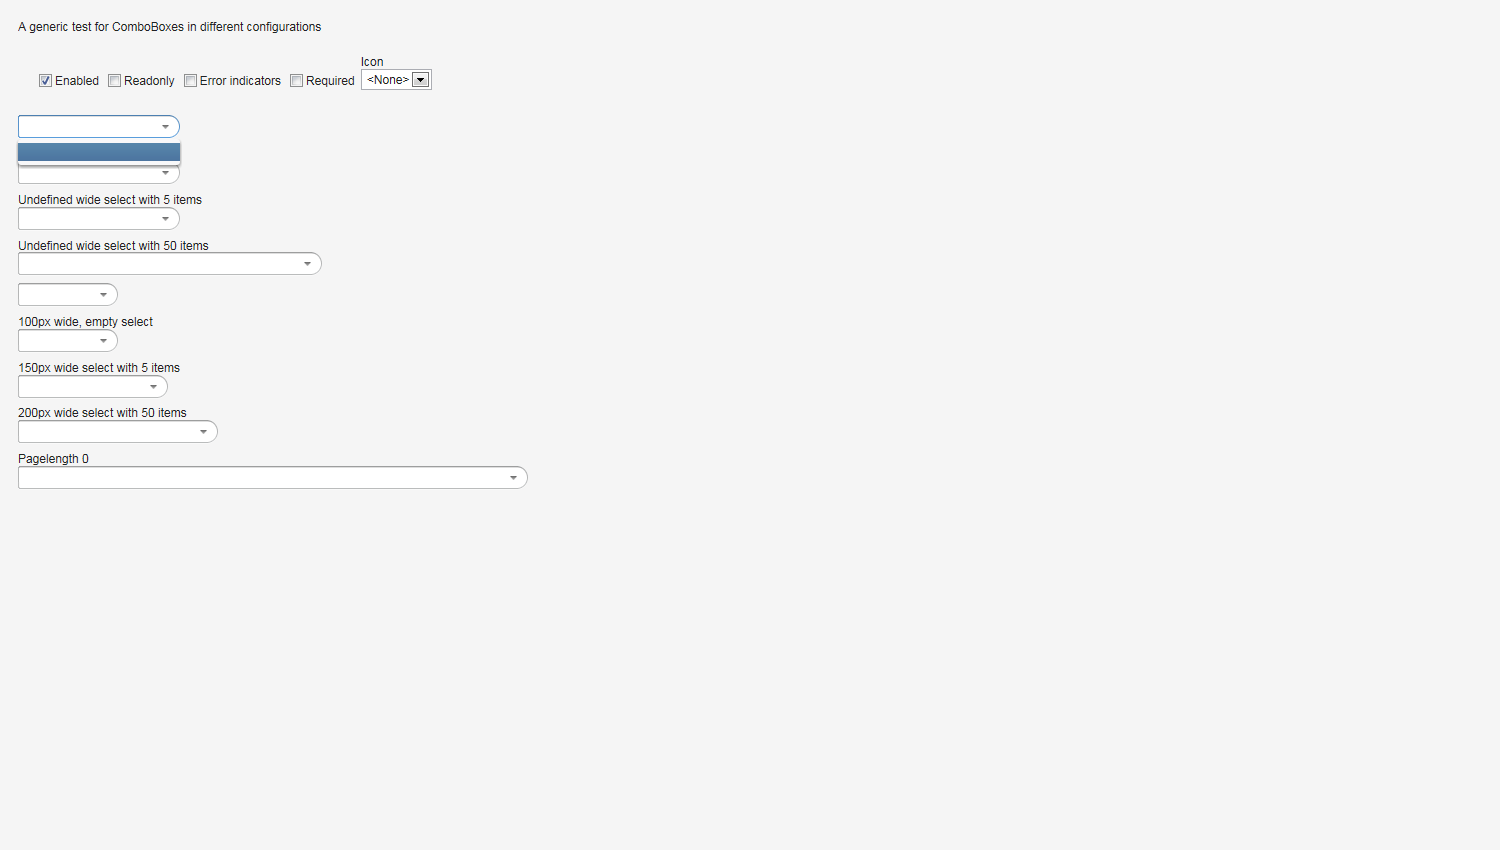 A generic test for ComboBoxes in different configurations
Icon
Enabled Readonly Error indicators Required <None>
Undefined wide select with 5 items
Undefined wide select with 50 items
100px wide, empty select
150px wide select with 5 items
200px wide select with 50 items
Pagelength 0